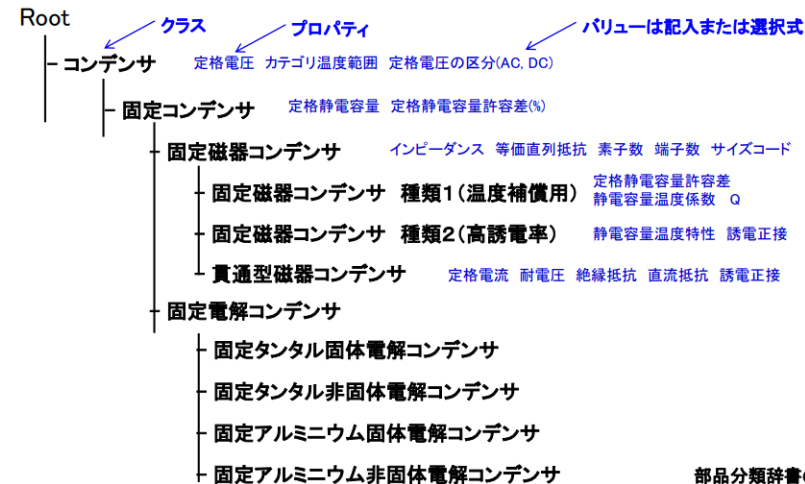 Root
クラス
プロパティ
バリューは記入または選択式
コンデンサ 定格電圧 カテゴリ温度範囲 定格電圧の区分(AC, DC)
固定コンデンサ 定格静電容量 定格静電容量許容差(%)
固定磁器コンデンサ インピーダンス 等価直列抵抗 素子数 端子数 サイズコード
固定磁器コンデンサ 種類1(温度補償用) 定格静電容量許容差
静電容量温度係数 Q
固定磁器コンデンサ 種類2(高誘電率) 静電容量温度特性 誘電正接
貫通型磁器コンデンサ 定格電流 耐電圧 絶縁抵抗 直流抵抗 誘電正接
固定電解コンデンサ
固定タンタル固体電解コンデンサ
固定タンタル非固体電解コンデンサ
固定アルミニウム固体電解コンデンサ
固定アルミニウム非固体電解コンデンサ 部品分類辞書